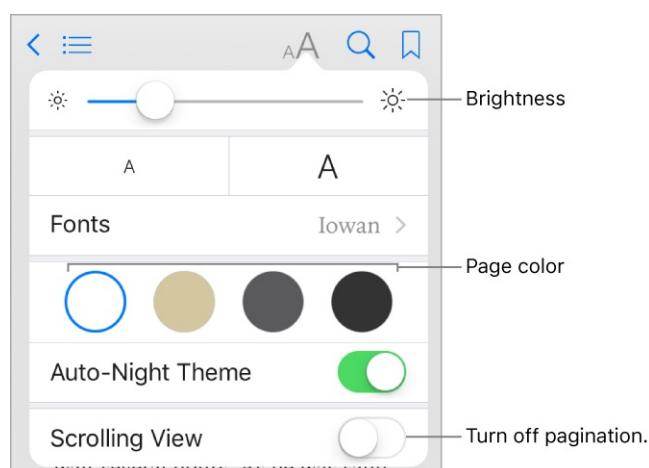 AA
Brightness
A A
Fonts Iowan
Page color
Auto-Night Theme
Scrolling View
Turn off pagination.